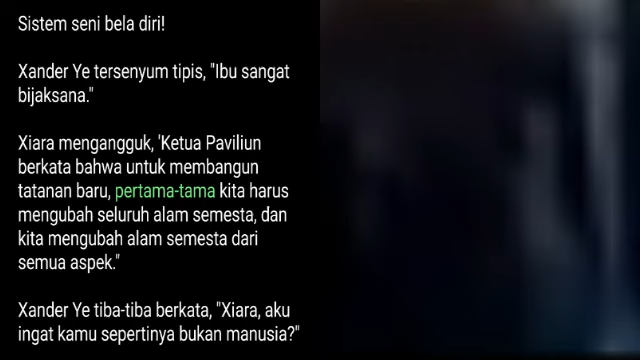 Sistem seni bela diri!
Xander Ye tersenyum tipis, "Ibu sangat
bijaksana."
Xiara mengangguk, 'Ketua Paviliun
berkata bahwa untuk membangun
tatanan baru, pertama-tama kita harus
mengubah seluruh alam semesta, dan
kita mengubah alam semesta dari
semua aspek."
Xander Ye tiba-tiba berkata, "Xiara, aku
ingat kamu sepertinya bukan manusia?"